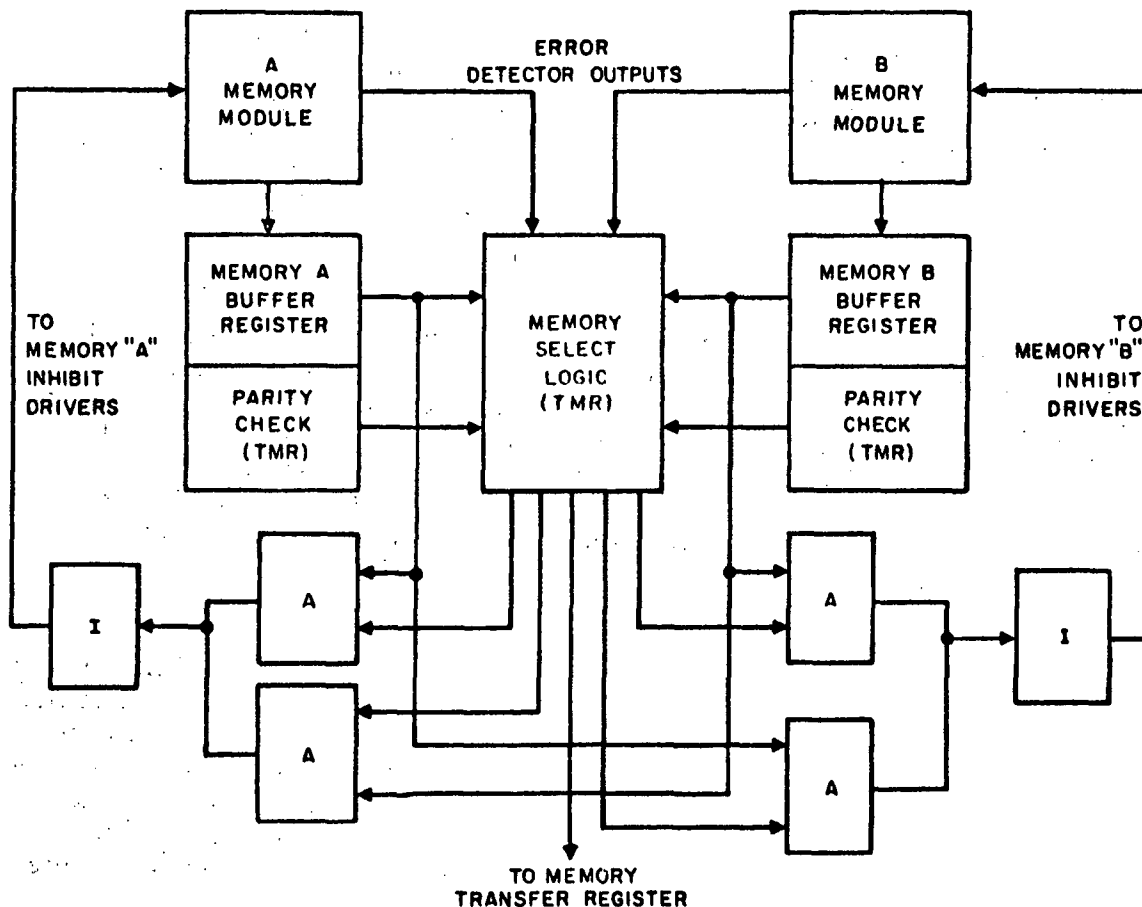 A
MEMORY
MODULE
ERROR
DETECTOR OUTPUTS
B
MEMORY
MODULE
MEMORY A
BUFFER
REGISTER
PARITY
CHECK
(TMR)
MEMORY
SELECT
LOGIC
(TMR)
MEMORY B
BUFFER
REGISTER
PARITY
CHECK
(TMR)
TO
MEMORY "A"
INHIBIT
DRIVERS
TO
MEMORY "B"
INHIBIT
DRIVERS
I
A
A
A
A
I
TO MEMORY
TRANSFER REGISTER